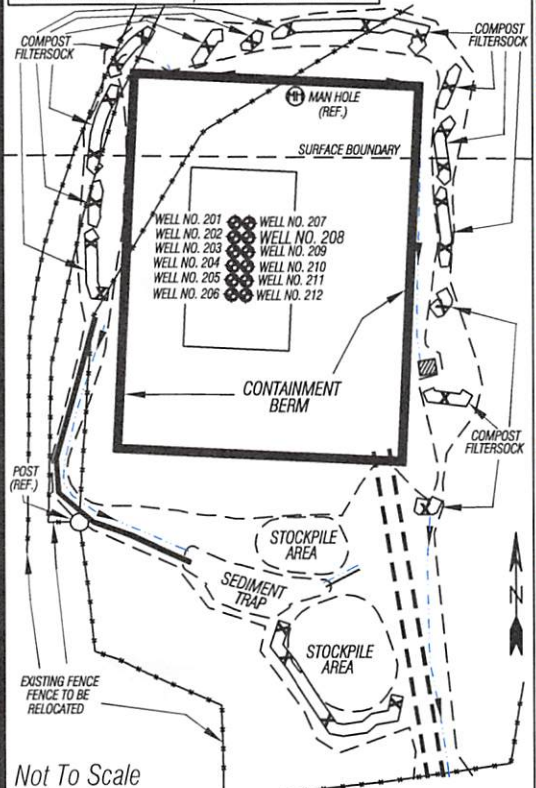 COMPOST
FILTERSOCK
COMPOST
FILTERSOCK
MAN HOLE
(REF.)
SURFACE BOUNDARY
WELL NO. 201
WELL NO. 207
WELL NO. 202
WELL NO. 208
WELL NO. 203
WELL NO. 209
WELL NO. 204
WELL NO. 210
WELL NO. 205
WELL NO. 211
WELL NO. 206
WELL NO. 212
CONTAINMENT
BERM
COMPOST
FILTERSOCK
POST
(REF.)
STOCKPILE
AREA
N
SEDIMENT
TRAP
STOCKPILE
AREA
EXISTING FENCE
FENCE TO BE
RELOCATED
Not To Scale